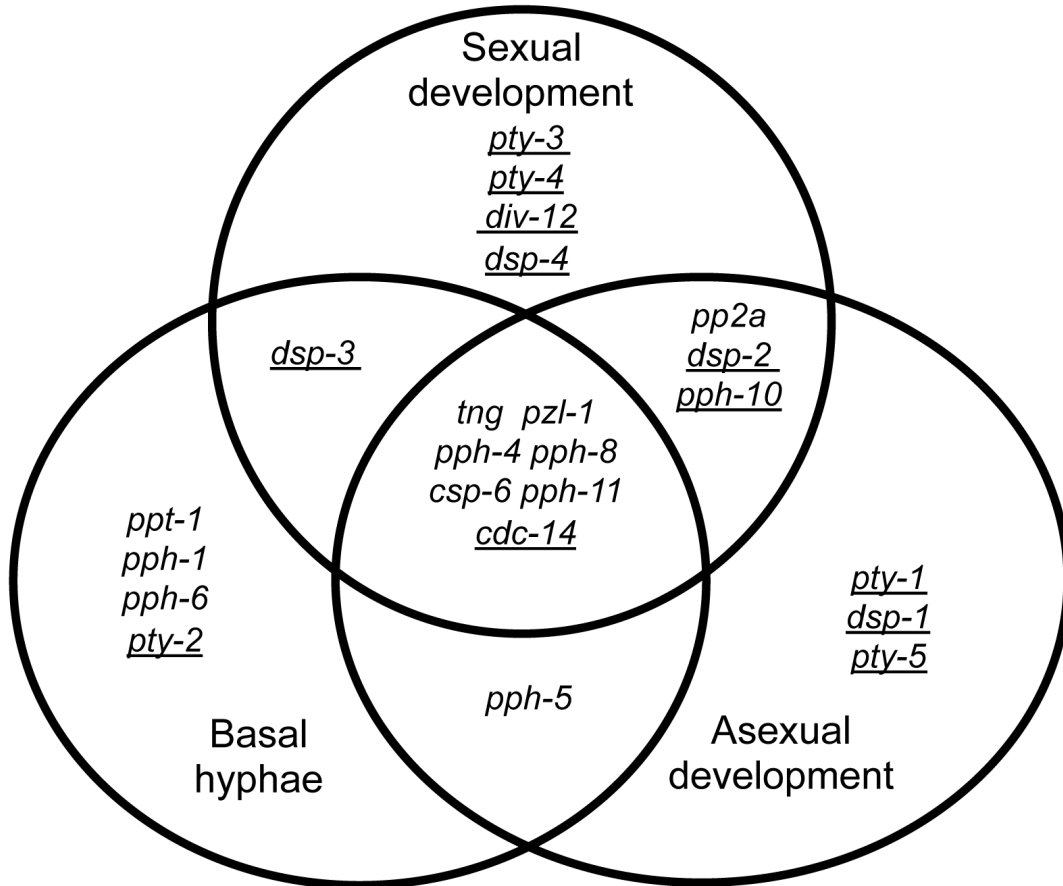 Sexual
development
pty-3
pty-4
div-12
dsp-4
dsp-3
pp2a
dsp-2
pph-10
tng pzl-1
pph-4 pph-8
csp-6 pph-11
cdc-14
ppt-1
pph-1
pph-6
pty-2
pty-1
dsp-1
pty-5
pph-5
Basal
hyphae
Asexual
development